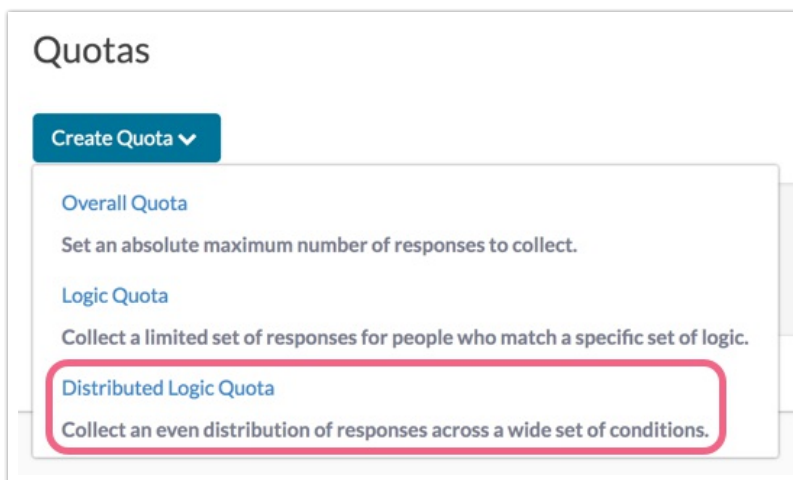 Quotas
Create Quota
Overall Quota
Set an absolute maximum number of responses to collect.
Logic Quota
Collect a limited set of responses for people who match a specific set of logic.
Distributed Logic Quota
Collect an even distribution of responses across a wide set of conditions.